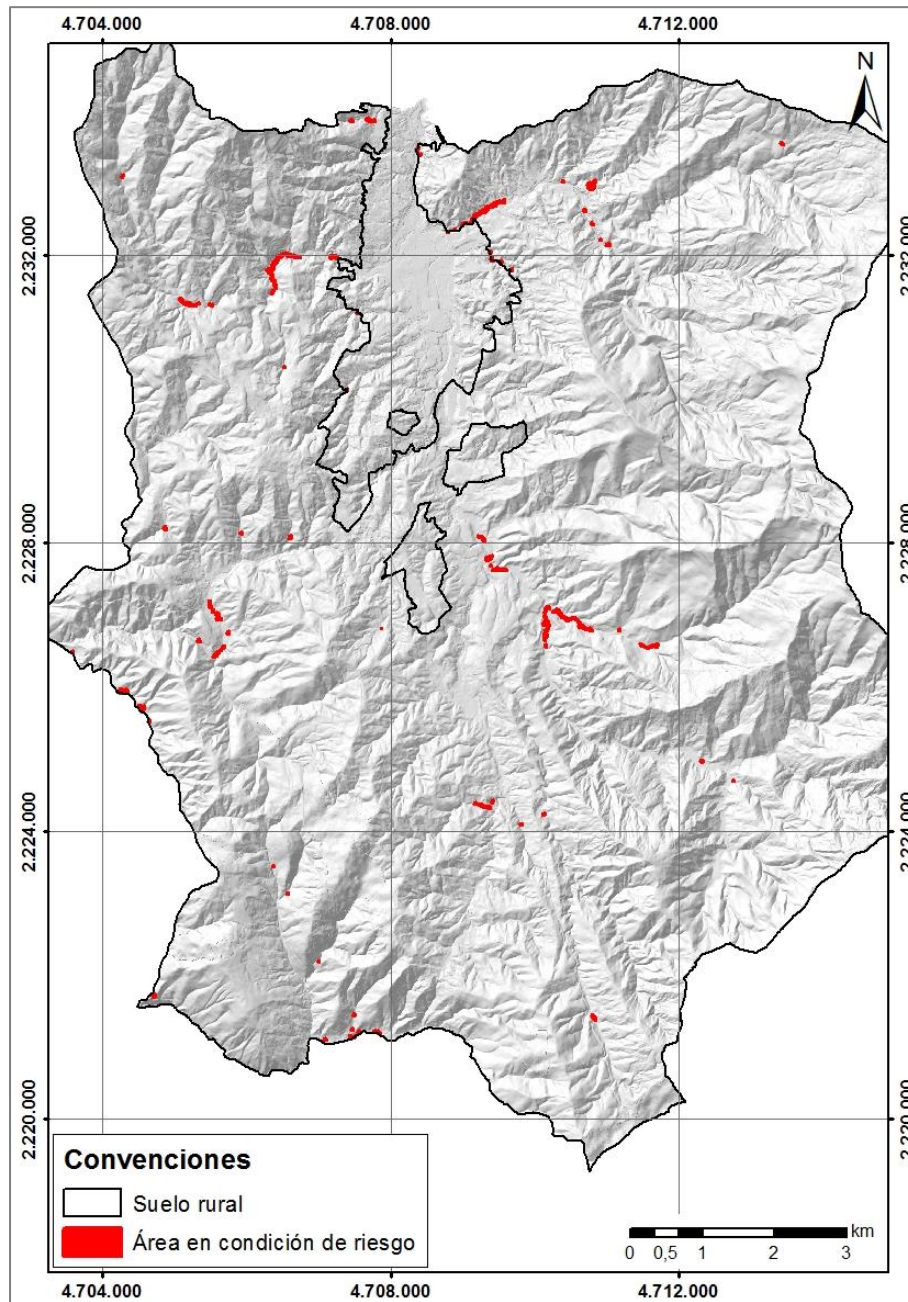 4.704.000 4.708.000 4.712.000
N
2.232.000 2.232.000
2.228.000 2.228.000
2.224.000 2.224.000
2.220.000 2.220.000
Convenciones
Suelo rural
Área en condición de riesgo
km
0 0,5 1 2 3
4.704.000 4.708.000 4.712.000